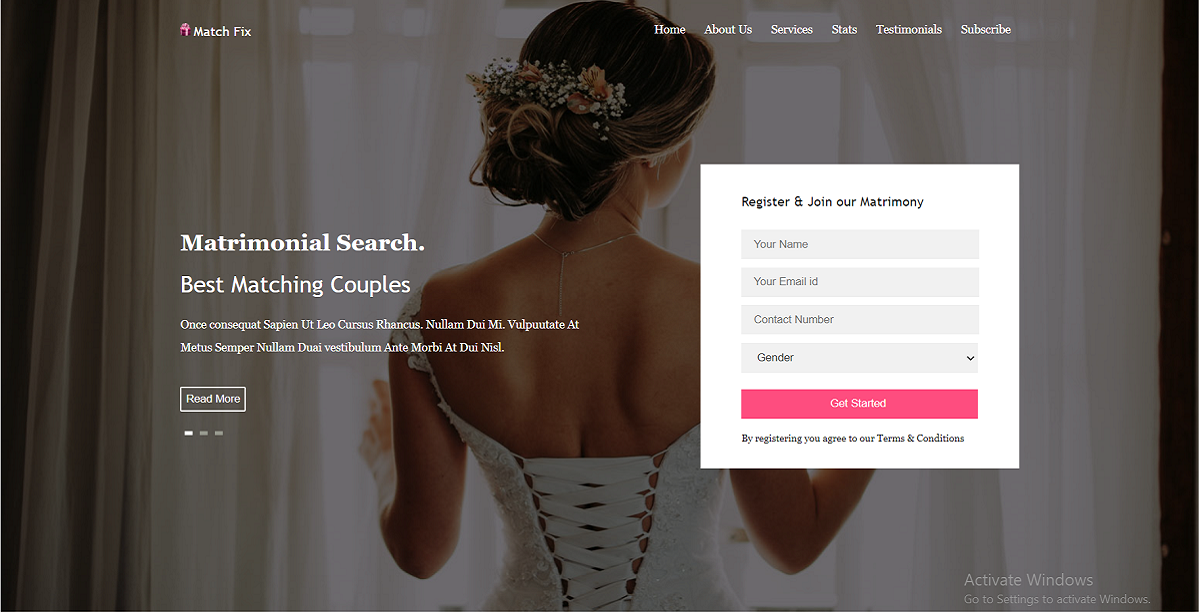 Match Fix
Home About Us Services Stats Testimonials Subscribe
Matrimonial Search.
Best Matching Couples
Once consequat Sapien Ut Leo Cursus Rhancus. Nullam Dui Mi. Vulpuutate At
Metus Semper Nullam Duai vestibulum Ante Morbi At Dui Nisl.
Read More
Register & Join our Matrimony
Your Name
Your Email id
Contact Number
Gender
Get Started
By registering you agree to our Terms & Conditions
Activate Windows
Go to Settings to activate Windows.